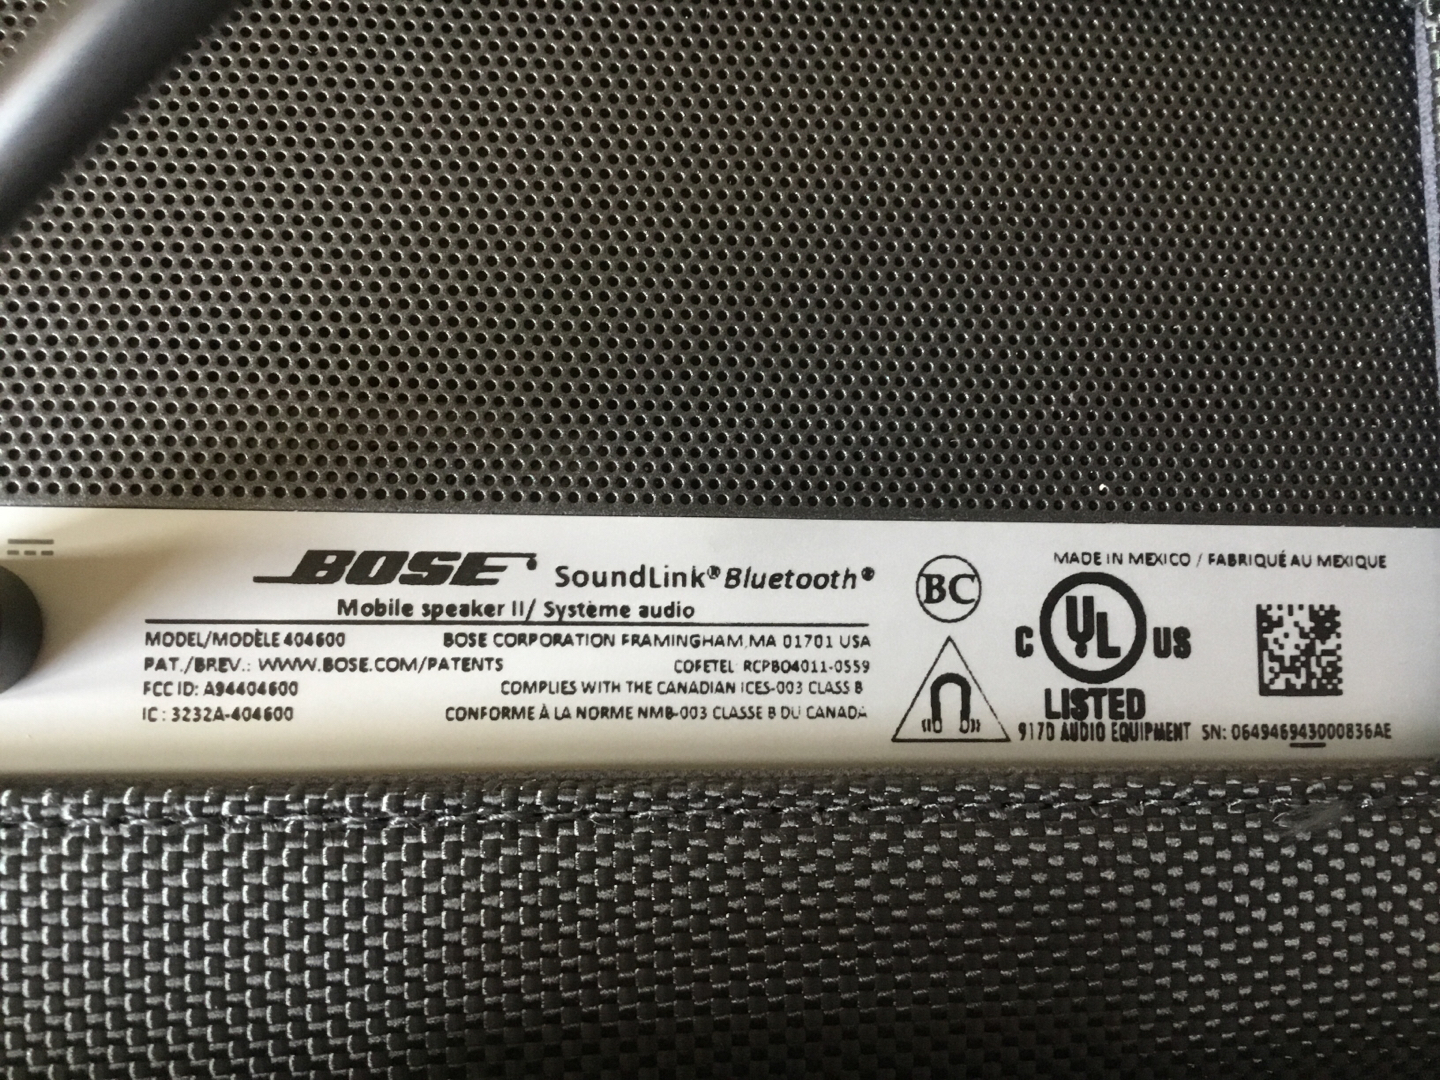 BOSE SoundLink® Bluetooth®
Mobile speaker II/ Système audio
MODEL/MODÈLE 404600
PAT./BREV.: WWW.BOSE.COM/PATENTS
FCC ID: A94404600
IC : 3232A-404600
BOSE CORPORATION FRAMINGHAM,MA 01701 USA
COFETEL RCPBO4011-0559
COMPLIES WITH THE CANADIAN ICES-003 CLASS B
CONFORME À LA NORME NMB-003 CLASSE B DU CANADA
BC
MADE IN MEXICO / FABRIQUÉ AU MEXIQUE
C UL US
LISTED
917D AUDIO EQUIPMENT SN: 064946943000836AE